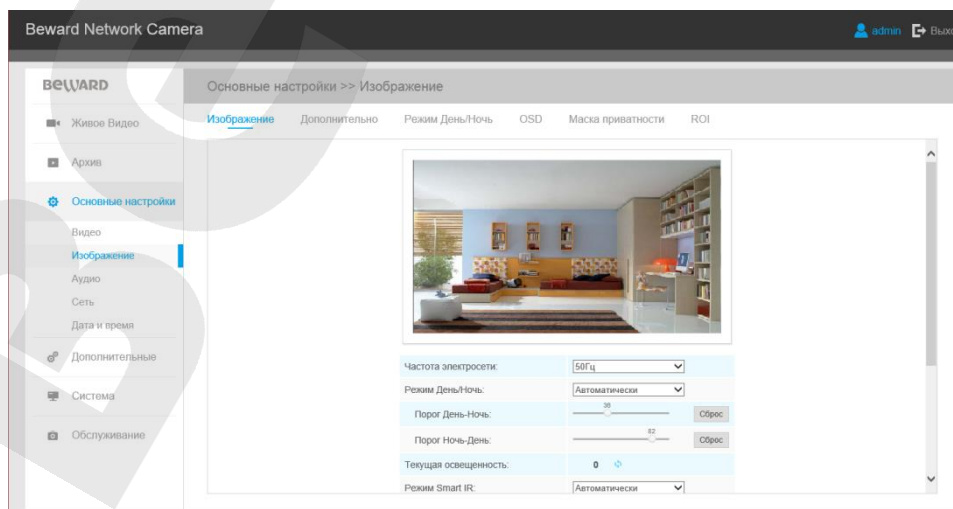 Beward Network Camera
admin
BEWARD
Основные настройки >> Изображение
Живое Видео
Архив
Основные настройки
Видео
Изображение
Аудио
Сеть
Дата и время
Дополнительные
Система
Обслуживание
Изображение Дополнительно Режим День/Ночь OSD Маска приватности ROI
Частота электросети: 50Гц
Режим День/Ночь: Автоматически
Порог День-Ночь: 36 Сброс
Порог Ночь-День: 82 Сброс
Текущая освещенность: 0
Режим Smart IR: Автоматически